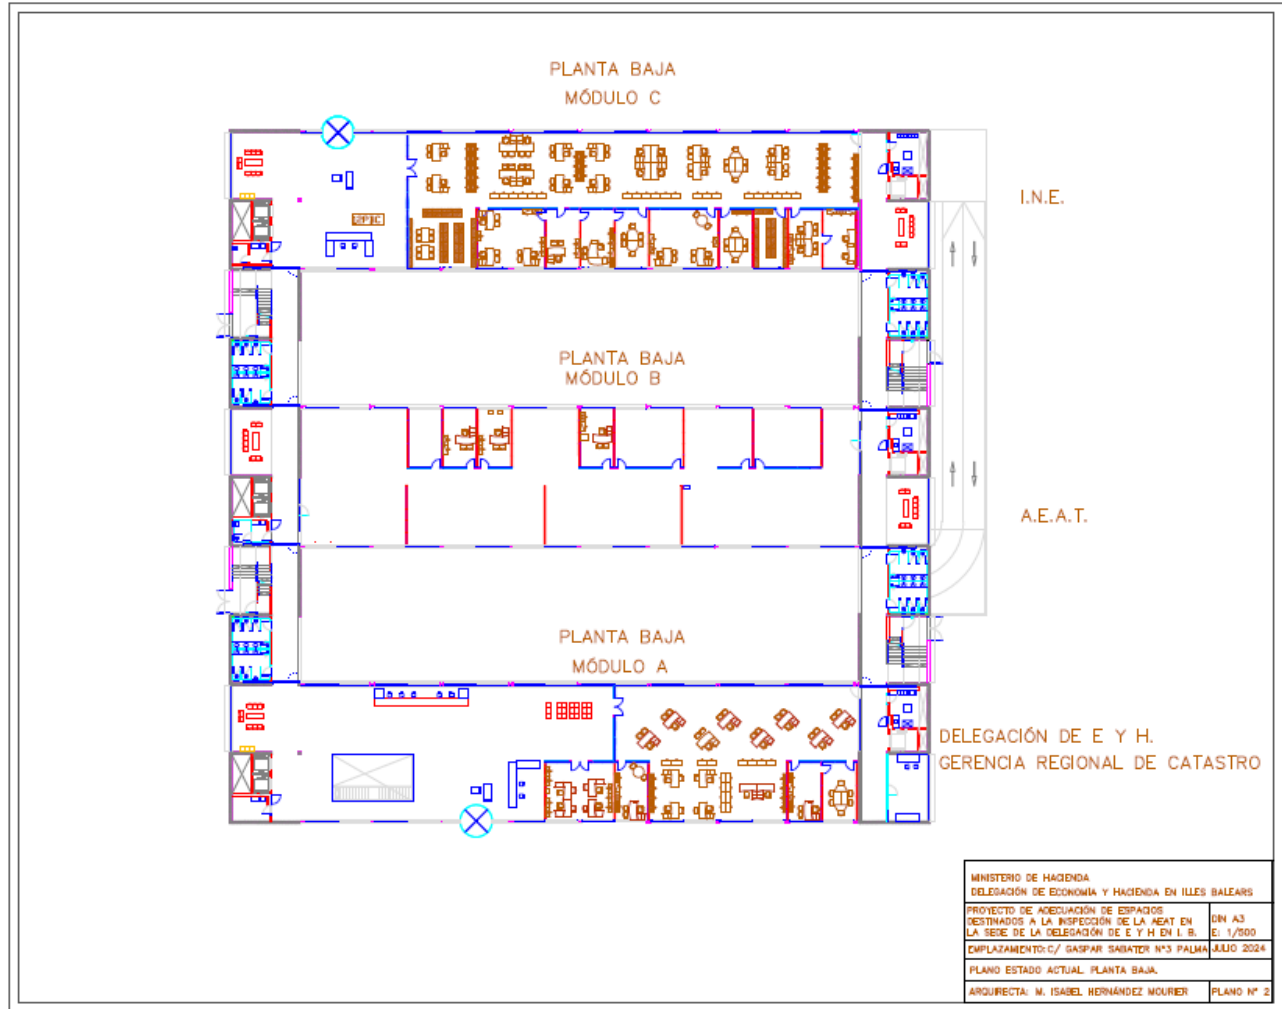 PLANTA BAJA
MÓDULO C
I.N.E.
PLANTA BAJA
MÓDULO B
A.E.A.T.
PLANTA BAJA
MÓDULO A
DELEGACIÓN DE E Y H.
GERENCIA REGIONAL DE CATASTRO
MINISTERIO DE HACIENDA
DELEGACIÓN DE ECONOMÍA Y HACIENDA EN ILLES BALEARS
PROYECTO DE ADECUACIÓN DE ESPACIOS
DESTINADOS A LA INSPECCIÓN DE LA AEAT EN
LA SEDE DE LA DELEGACIÓN DE E Y H EN I. B.
DIN A3
E: 1/500
EMPLAZAMIENTO: C/ GASPAR SABATER Nº3 PALMA
JULIO 2024
PLANO ESTADO ACTUAL. PLANTA BAJA.
ARQUIRECTA: M. ISABEL HERNÁNDEZ MOURIER
PLANO Nº 2